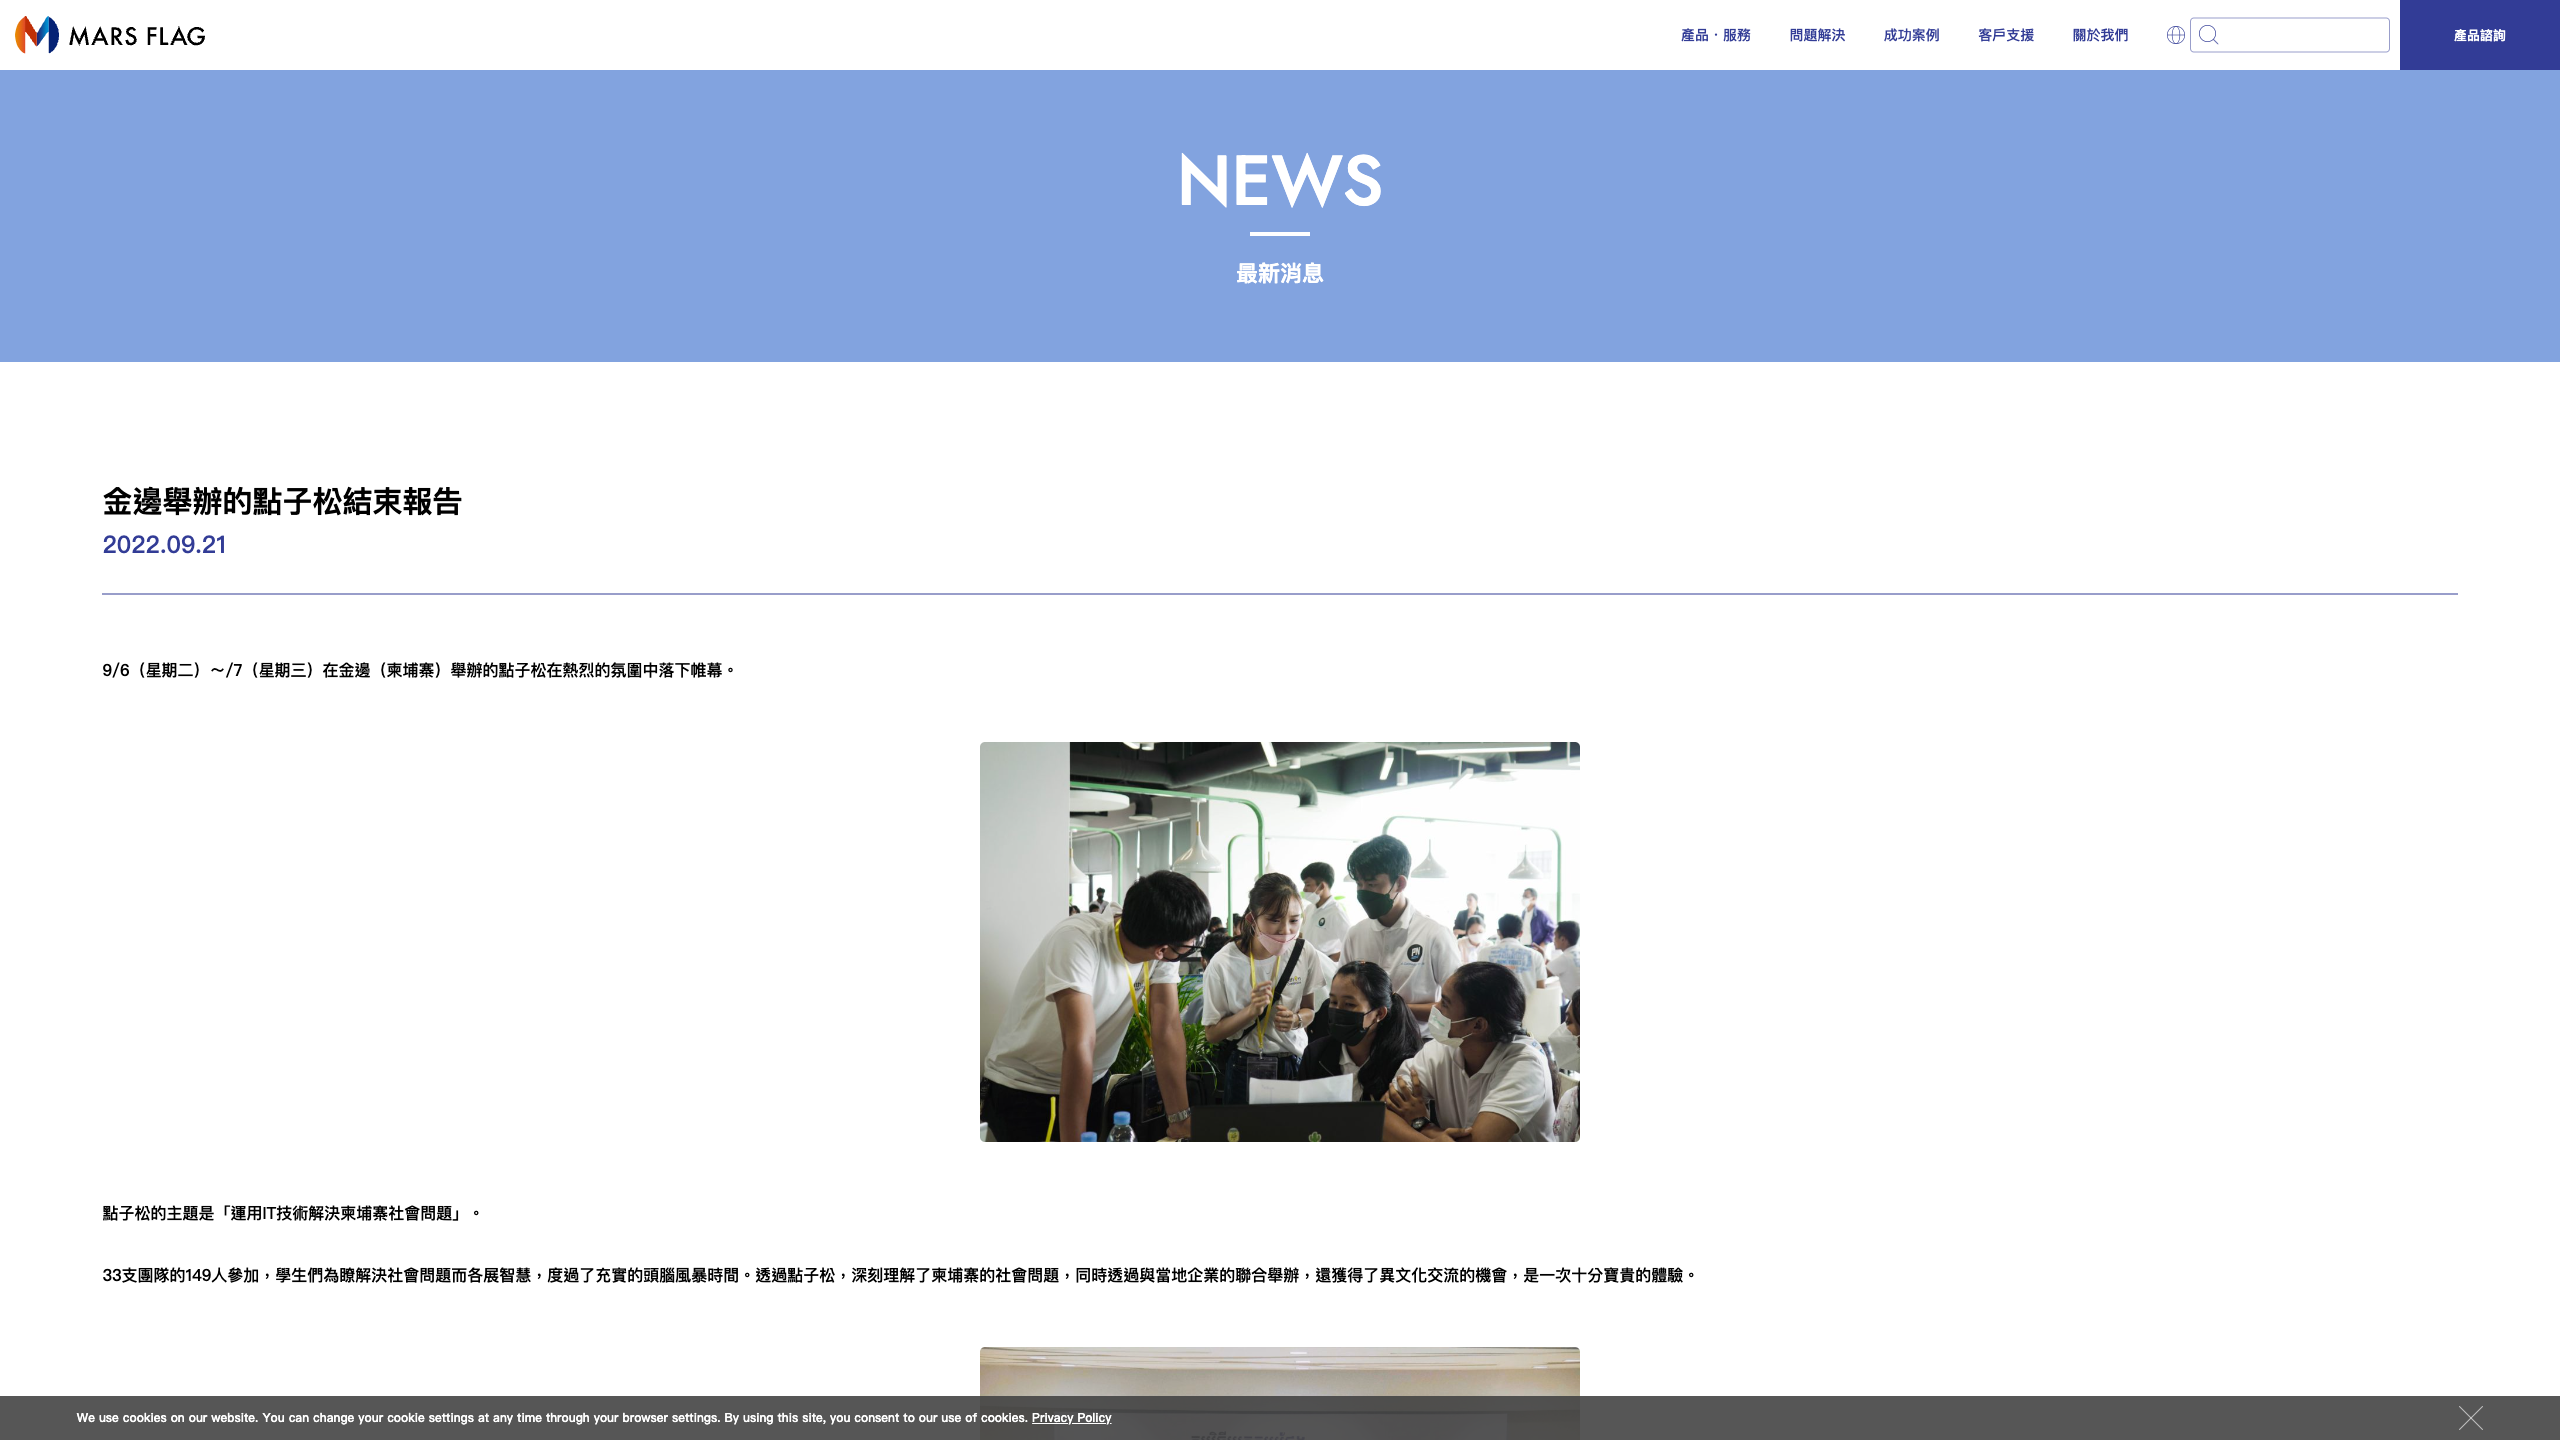 MARS FLAG
產品・服務
問題解決
成功案例
客戶支援
關於我們
產品諮詢
NEWS
最新消息
金邊舉辦的點子松結束報告
2022.09.21
9/6（星期二）～/7（星期三）在金邊（柬埔寨）舉辦的點子松在熱烈的氛圍中落下帷幕。
點子松的主題是「運用IT技術解決柬埔寨社會問題」。
33支團隊的149人參加，學生們為瞭解決社會問題而各展智慧，度過了充實的頭腦風暴時間。透過點子松，深刻理解了柬埔寨的社會問題，同時透過與當地企業的聯合舉辦，還獲得了異文化交流的機會，是一次十分寶貴的體驗。
We use cookies on our website. You can change your cookie settings at any time through your browser settings. By using this site, you consent to our use of cookies. Privacy Policy